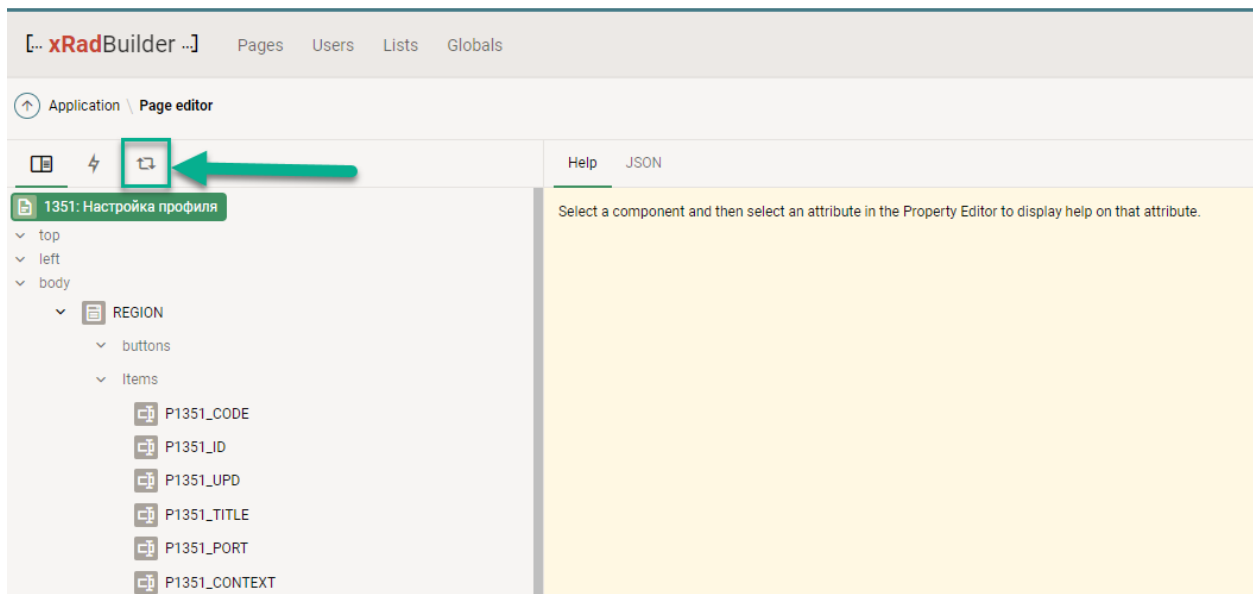 [... xRadBuilder ...] Pages Users Lists Globals
Application \ Page editor
Help JSON
1351: Настройка профиля
Select a component and then select an attribute in the Property Editor to display help on that attribute.
top
left
body
REGION
buttons
Items
P1351_CODE
P1351_ID
P1351_UPD
P1351_TITLE
P1351_PORT
P1351_CONTEXT